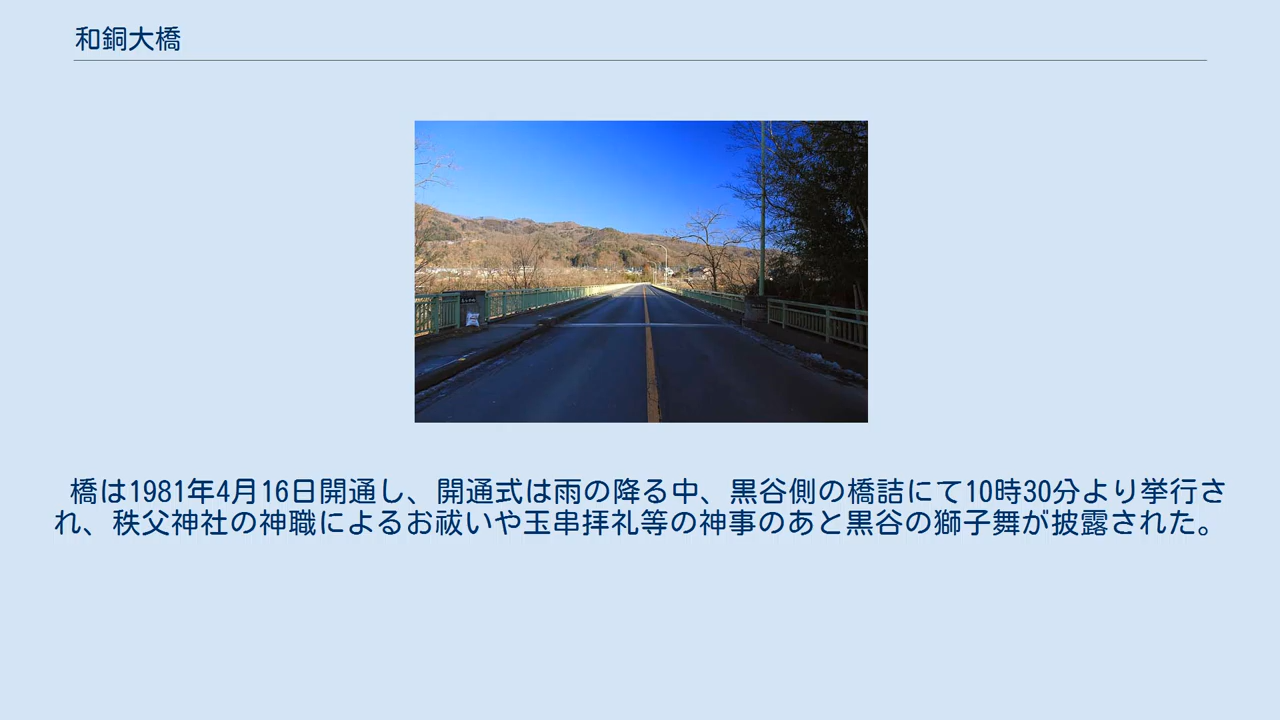 和銅大橋
橋は1981年4月16日開通し、開通式は雨の降る中、黒谷側の橋詰にて10時30分より挙行さ
れ、秩父神社の神職によるお祓いや玉串拝礼等の神事のあと黒谷の獅子舞が披露された。